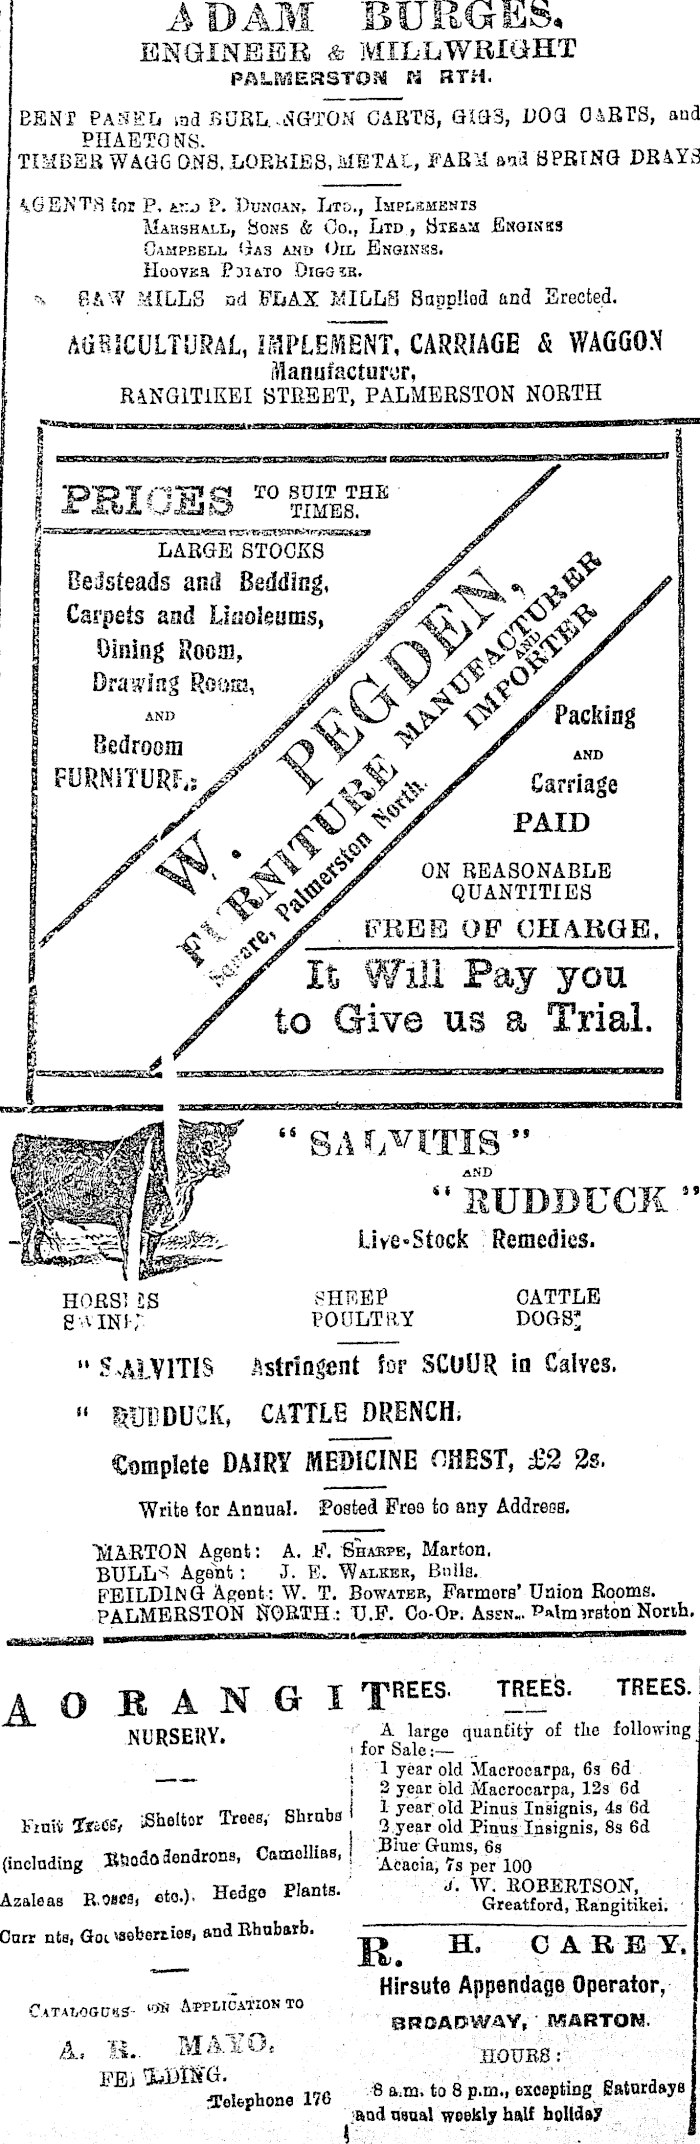 ADAM BURGES,
ENGINEER & MILLWRIGHT
PALMERSTON N RTH.
BENT PANEL and BURL NGTON CARTS, GIGS, DOG CARTS, and
PHAETONS.
TIMBER WAGG ONS, LORRIES, METAL, FARM and SPRING DRAYS
AGENTS for P. AND P. DUNCAN, LTD., IMPLEMENTS
MARSHALL, SONS & CO., LTD, STEAM ENGINES
CAMPBELL GAS AND OIL ENGINES.
HOOVER POTATO DIGGER.
SAW MILLS nd FLAX MILLS Supplied and Erected.
AGRICULTURAL, IMPLEMENT, CARRIAGE & WAGGON
Manufacturer,
RANGITIKEI STREET, PALMERSTON NORTH
PRICES TO SUIT THE
TIMES.
LARGE STOCKS
Bedsteads and Bedding,
Carpets and Linoleums,
Dining Room,
Drawing Room,
AND
Bedroom
FURNITURE,
W. PEGDEN,
FURNITURE MANUFACTURER
AND
IMPORTER
Square, Palmerston North.
Packing
AND
Carriage
PAID
ON REASONABLE
QUANTITIES
FREE OF CHARGE.
It Will Pay you
to Give us a Trial.
"SALVITIS"
AND
"RUDDUCK"
Live-Stock Remedies.
HORSES SHEEP CATTLE
SWINE POULTRY DOGS
"SALVITIS Astringent for SCOUR in Calves.
"RUDDUCK, CATTLE DRENCH.
Complete DAIRY MEDICINE CHEST, £2 2s.
Write for Annual. Posted Free to any Address.
MARTON Agent: A. F. SHARPE, Marton.
BULLS Agent: J. E. WALKER, Bulls.
FEILDING Agent: W. T. BOWATER, Farmers' Union Rooms.
PALMERSTON NORTH: U.F. CO-OP. ASSN., Palmerston North.
AORANGI
NURSERY.
Fruit Trees, Shelter Trees, Shrubs
(including Rhododendrons, Camellias,
Azaleas Roses, etc.). Hedge Plants.
Curr nts, Gooseberries, and Rhubarb.
CATALOGUES ON APPLICATION TO
A. R. MAYO,
FEILDING.
Telephone 176
TREES. TREES. TREES.
A large quantity of the following
for Sale:—
1 year old Macrocarpa, 6s 6d
2 year old Macrocarpa, 12s 6d
1 year old Pinus Insignis, 4s 6d
2 year old Pinus Insignis, 8s 6d
Blue Gums, 6s
Acacia, 7s per 100
J. W. ROBERTSON,
Greatford, Rangitikei.
R. H. CAREY.
Hirsute Appendage Operator,
BROADWAY, MARTON.
HOURS:
8 a.m. to 8 p.m., excepting Saturdays
and usual weekly half holiday